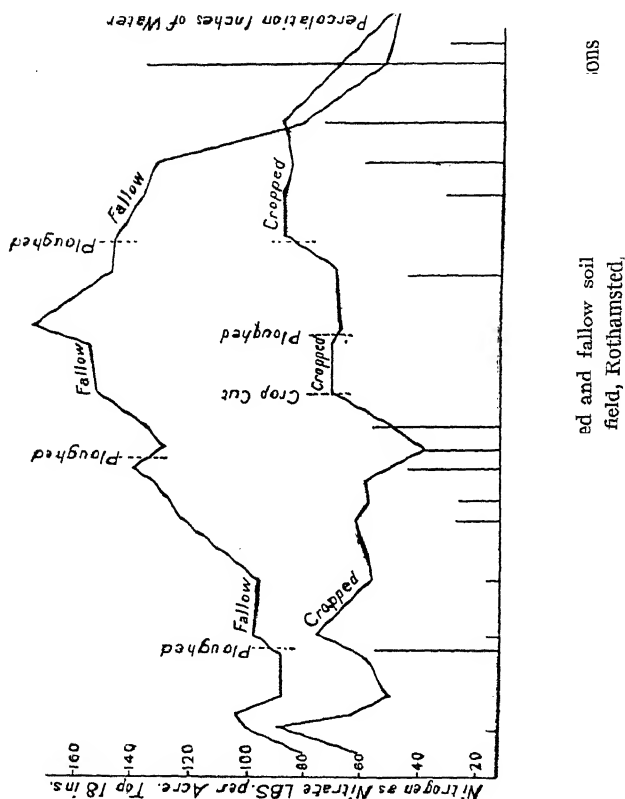 Percolation Inches of Water
Ploughed
Fallow
Cropped
Ploughed
Fallow
Cropped
Crop Cut
Ploughed
Fallow
Cropped
Ploughed
160
140
120
100
80
60
40
20
Nitrogen as Nitrate LBS. per Acre. Top 18 ins.
ons
ed and fallow soil
field, Rothamsted,